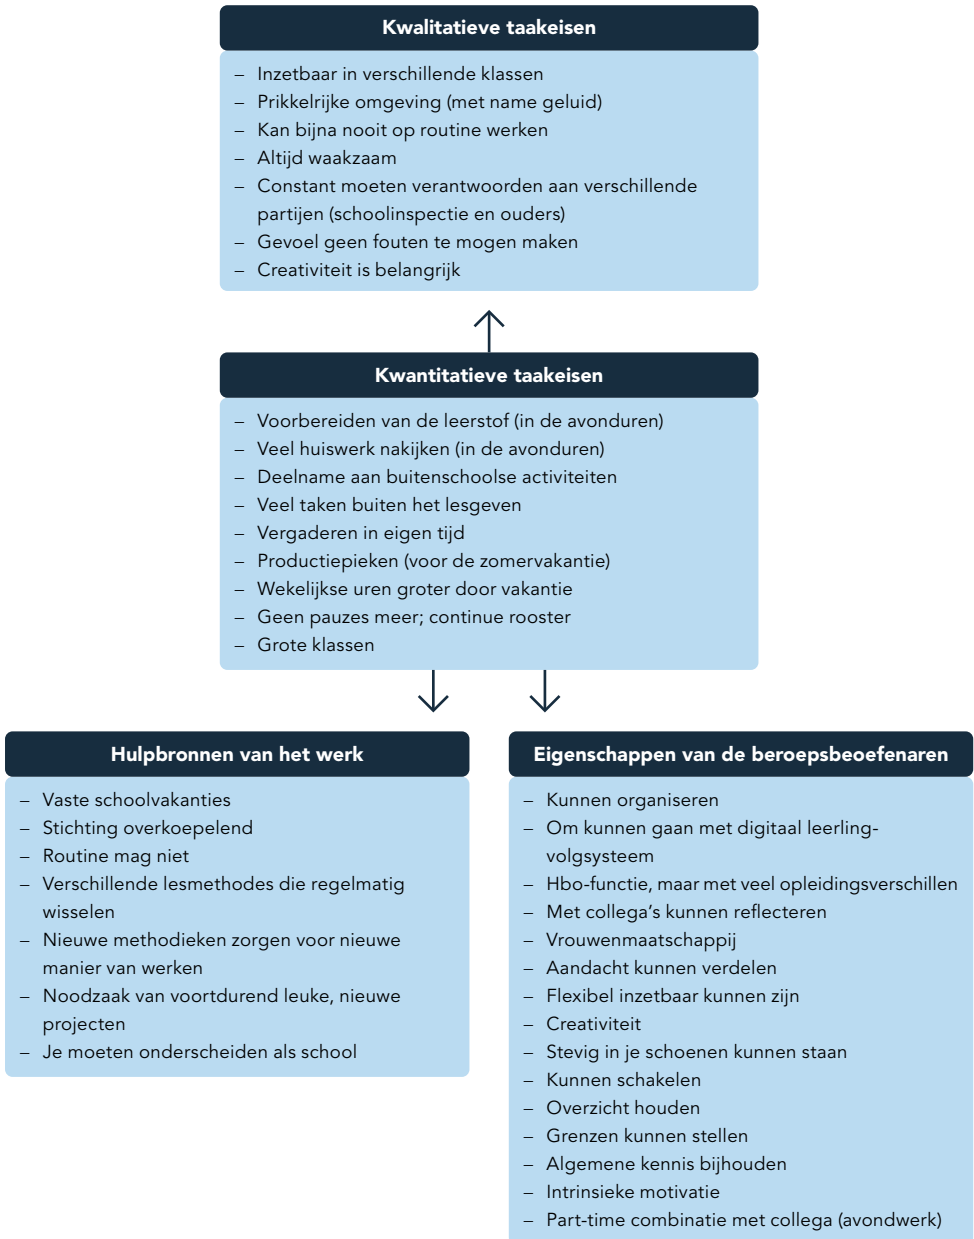 Kwalitatieve taakeisen
– Inzetbaar in verschillende klassen
– Prikkelrijke omgeving (met name geluid)
– Kan bijna nooit op routine werken
– Altijd waakzaam
– Constant moeten verantwoorden aan verschillende
partijen (schoolinspectie en ouders)
– Gevoel geen fouten te mogen maken
– Creativiteit is belangrijk
Kwantitatieve taakeisen
– Voorbereiden van de leerstof (in de avonduren)
– Veel huiswerk nakijken (in de avonduren)
– Deelname aan buitenschoolse activiteiten
– Veel taken buiten het lesgeven
– Vergaderen in eigen tijd
– Productiepieken (voor de zomervakantie)
– Wekelijkse uren groter door vakantie
– Geen pauzes meer; continue rooster
– Grote klassen
Hulpbronnen van het werk
– Vaste schoolvakanties
– Stichting overkoepelend
– Routine mag niet
– Verschillende lesmethodes die regelmatig
wisselen
– Nieuwe methodieken zorgen voor nieuwe
manier van werken
– Noodzaak van voortdurend leuke, nieuwe
projecten
– Je moeten onderscheiden als school
Eigenschappen van de beroepsbeoefenaren
– Kunnen organiseren
– Om kunnen gaan met digitaal leerling-
volgsysteem
– Hbo-functie, maar met veel opleidingsverschillen
– Met collega’s kunnen reflecteren
– Vrouwenmaatschappij
– Aandacht kunnen verdelen
– Flexibel inzetbaar kunnen zijn
– Creativiteit
– Stevig in je schoenen kunnen staan
– Kunnen schakelen
– Overzicht houden
– Grenzen kunnen stellen
– Algemene kennis bijhouden
– Intrinsieke motivatie
– Part-time combinatie met collega (avondwerk)